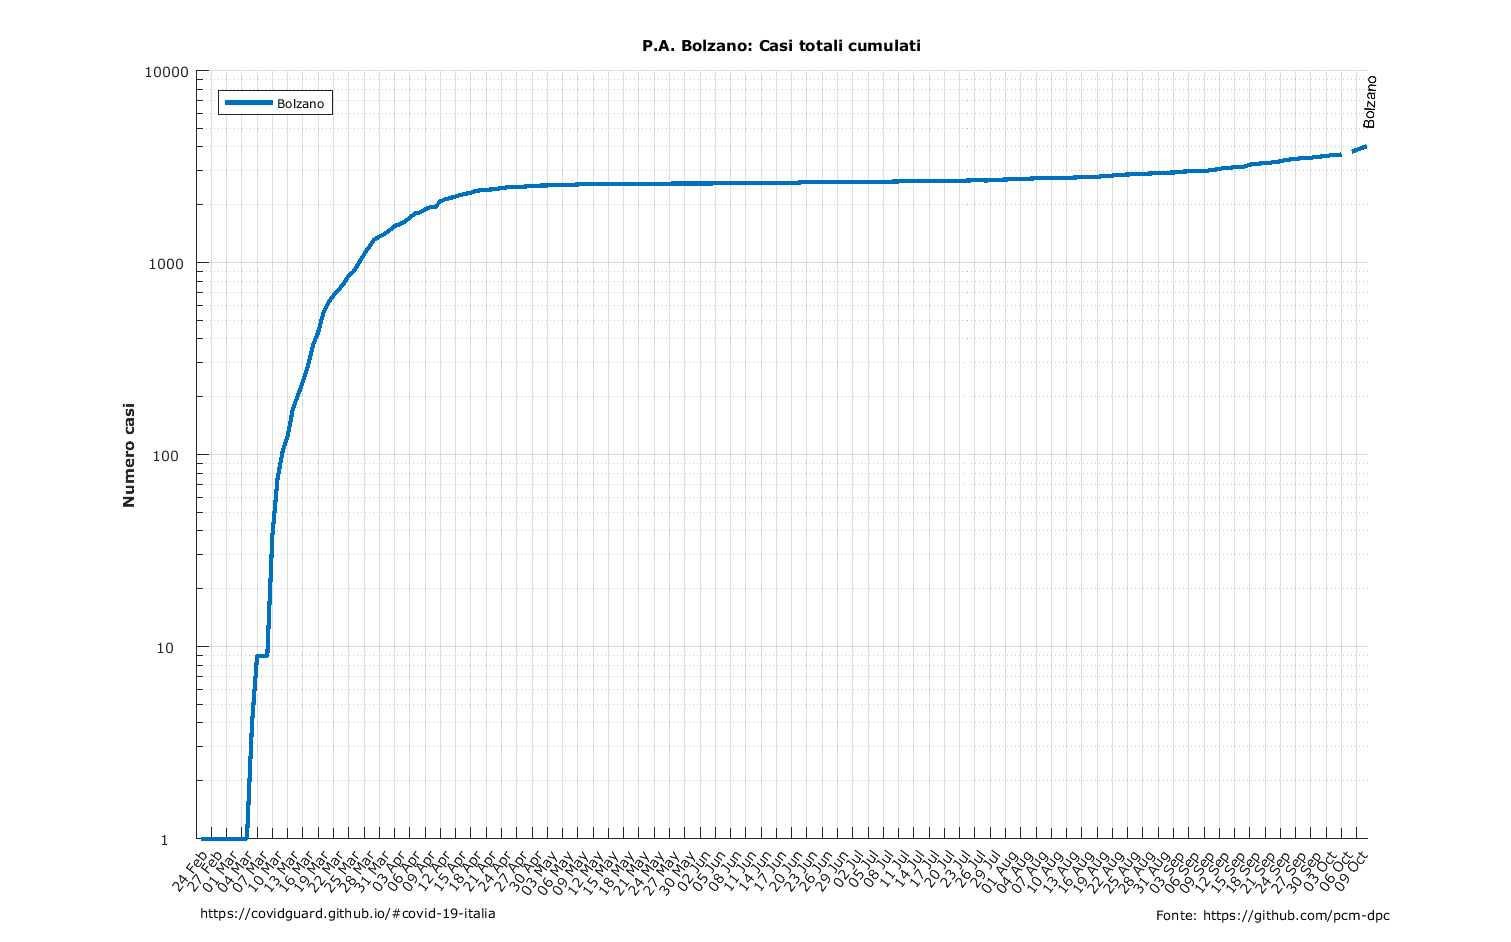 P.A. Bolzano: Casi totali cumulati
10000
1000
100
10
1
Numero casi
Bolzano
Bolzano
24 Feb
27 Feb
01 Mar
04 Mar
07 Mar
10 Mar
13 Mar
16 Mar
19 Mar
22 Mar
25 Mar
28 Mar
31 Mar
03 Apr
06 Apr
09 Apr
12 Apr
15 Apr
18 Apr
21 Apr
24 Apr
27 Apr
30 Apr
03 May
06 May
09 May
12 May
15 May
18 May
21 May
24 May
27 May
30 May
02 Jun
05 Jun
08 Jun
11 Jun
14 Jun
17 Jun
20 Jun
23 Jun
26 Jun
29 Jun
02 Jul
05 Jul
08 Jul
11 Jul
14 Jul
17 Jul
20 Jul
23 Jul
26 Jul
29 Jul
01 Aug
04 Aug
07 Aug
10 Aug
13 Aug
16 Aug
19 Aug
22 Aug
25 Aug
28 Aug
31 Aug
03 Sep
06 Sep
09 Sep
12 Sep
15 Sep
18 Sep
21 Sep
24 Sep
27 Sep
30 Sep
03 Oct
06 Oct
09 Oct
https://covidguard.github.io/#covid-19-italia
Fonte: https://github.com/pcm-dpc